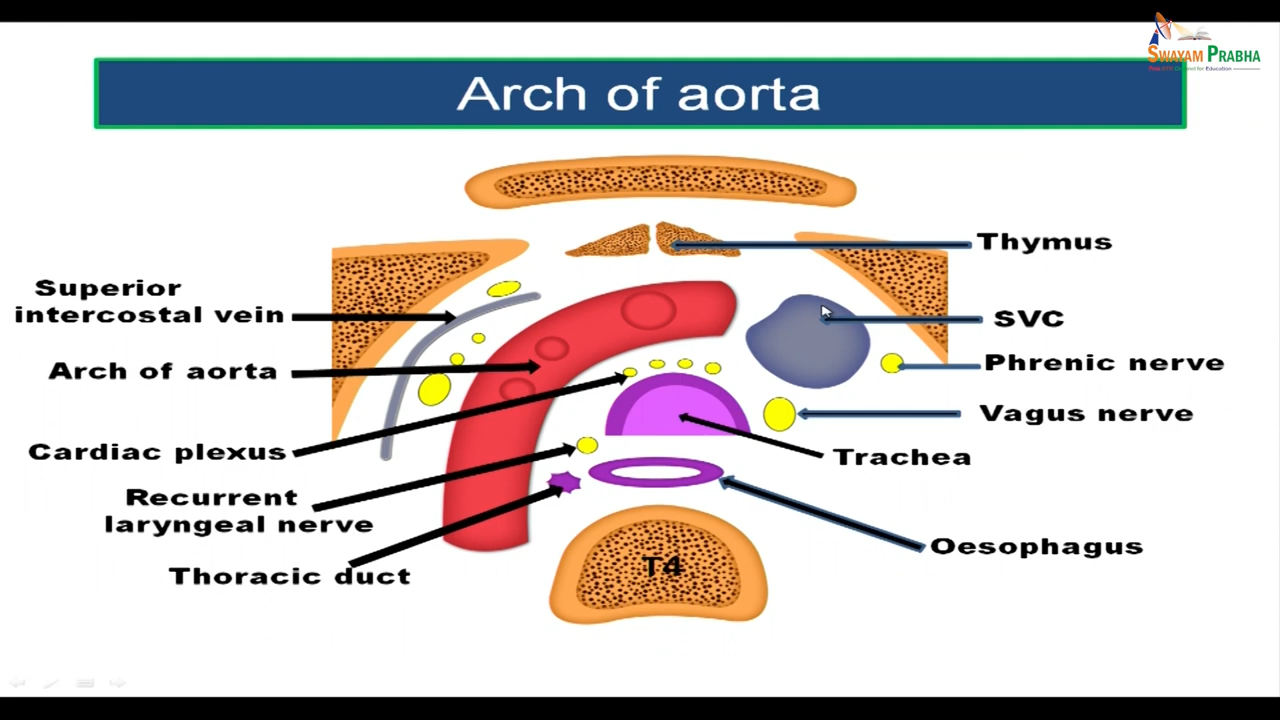 SWAYAM PRABHA
Arch of aorta
Thymus
Superior
intercostal vein
SVC
Arch of aorta
Phrenic nerve
Vagus nerve
Cardiac plexus
Trachea
Recurrent
laryngeal nerve
Oesophagus
Thoracic duct
T4